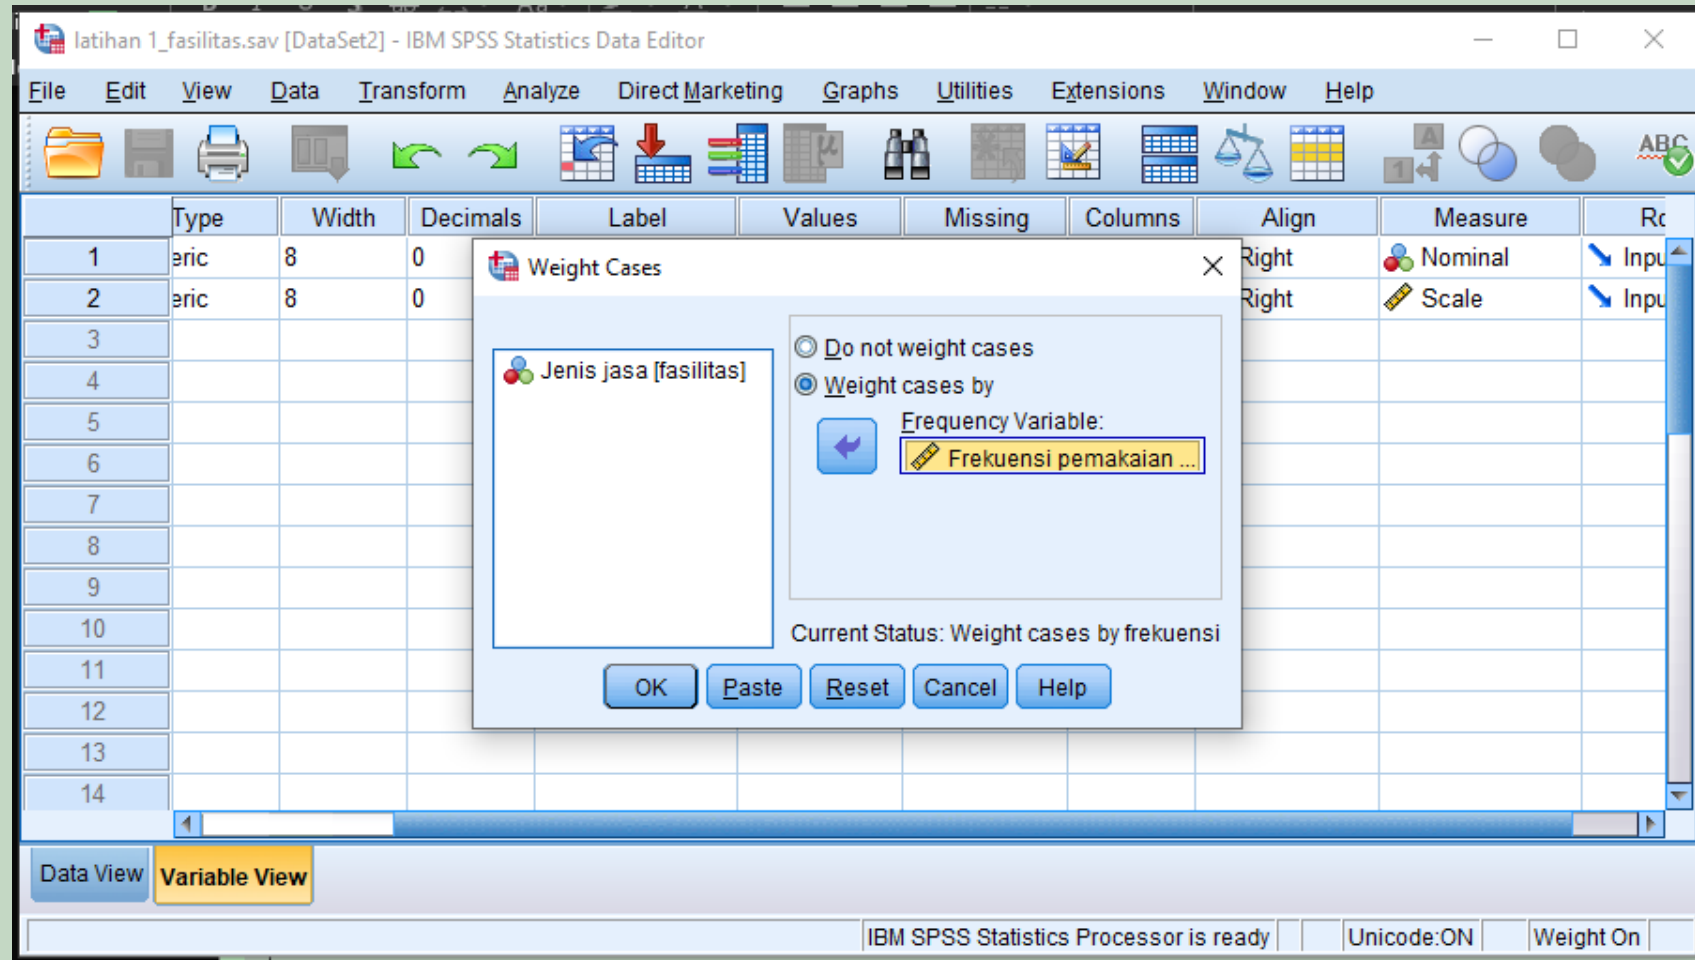 latihan 1_fasilitas.sav [DataSet2] - IBM SPSS Statistics Data Editor
File Edit View Data Transform Analyze Direct Marketing Graphs Utilities Extensions Window Help
A
1
μ
ABC
Type Width Decimals Label Values Missing Columns Align Measure Ro
1 eric 8 0 Right Nominal Inpu
2 eric 8 0 Right Scale Inpu
3
4
5
6
7
8
9
10
11
12
13
14
Weight Cases
Jenis jasa [fasilitas]
Do not weight cases
Weight cases by
Frequency Variable:
Frekuensi pemakaian ...
Current Status: Weight cases by frekuensi
OK Paste Reset Cancel Help
Data View Variable View
IBM SPSS Statistics Processor is ready Unicode:ON Weight On